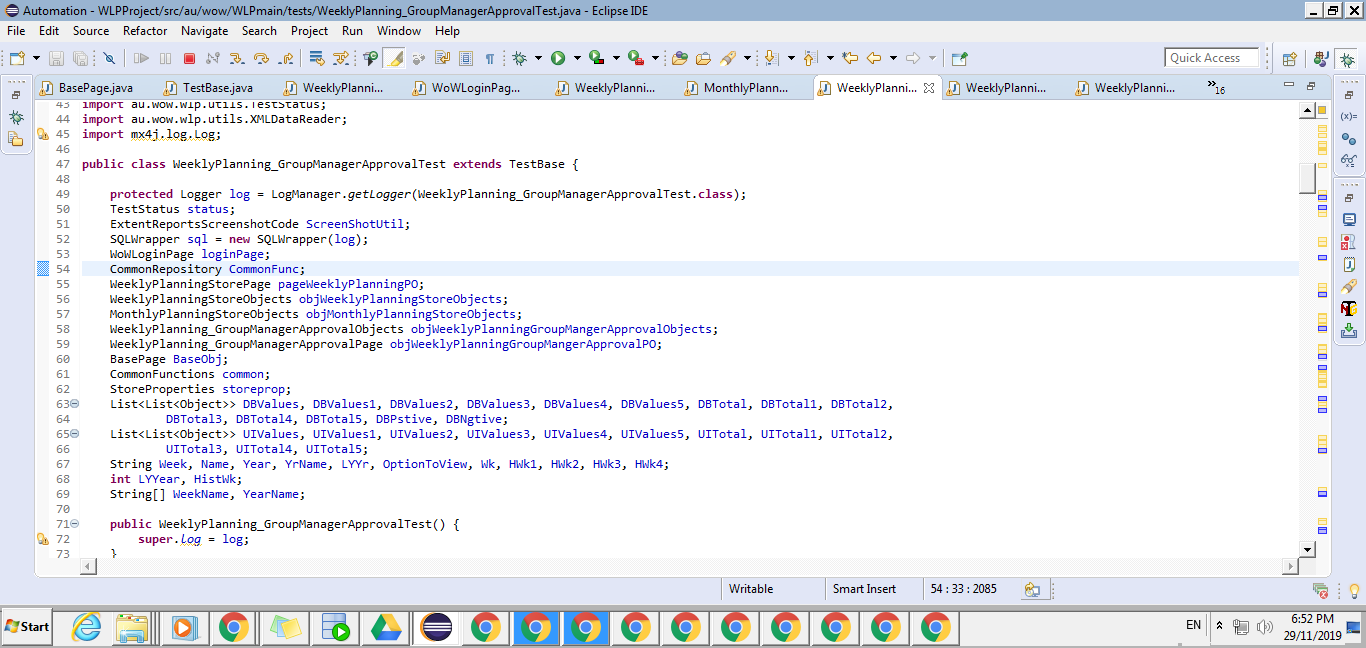 Automation - WLPProject/src/au/wow/WLPmain/tests/WeeklyPlanning_GroupManagerApprovalTest.java - Eclipse IDE
File Edit Source Refactor Navigate Search Project Run Window Help
Quick Access
BasePage.java TestBase.java WeeklyPlanni... WoWLoginPag... WeeklyPlanni... MonthlyPlann... WeeklyPlanni... WeeklyPlanni... WeeklyPlanni... »16
43 import au.wow.wlp.utils.TestStatus;
44 import au.wow.wlp.utils.XMLDataReader;
45 import mx4j.log.Log;
46
47 public class WeeklyPlanning_GroupManagerApprovalTest extends TestBase {
48
49 protected Logger log = LogManager.getLogger(WeeklyPlanning_GroupManagerApprovalTest.class);
50 TestStatus status;
51 ExtentReportsScreenshotCode ScreenShotUtil;
52 SQLWrapper sql = new SQLWrapper(log);
53 WoWLoginPage loginPage;
54 CommonRepository CommonFunc;
55 WeeklyPlanningStorePage pageWeeklyPlanningPO;
56 WeeklyPlanningStoreObjects objWeeklyPlanningStoreObjects;
57 MonthlyPlanningStoreObjects objMonthlyPlanningStoreObjects;
58 WeeklyPlanning_GroupManagerApprovalObjects objWeeklyPlanningGroupMangerApprovalObjects;
59 WeeklyPlanning_GroupManagerApprovalPage objWeeklyPlanningGroupMangerApprovalPO;
60 BasePage BaseObj;
61 CommonFunctions common;
62 StoreProperties storeprop;
63 List<List<Object>> DBValues, DBValues1, DBValues2, DBValues3, DBValues4, DBValues5, DBTotal, DBTotal1, DBTotal2,
64 DBTotal3, DBTotal4, DBTotal5, DBPstive, DBNgtive;
65 List<List<Object>> UIValues, UIValues1, UIValues2, UIValues3, UIValues4, UIValues5, UITotal, UITotal1, UITotal2,
66 UITotal3, UITotal4, UITotal5;
67 String Week, Name, Year, YrName, LYYr, OptionToView, Wk, HWk1, HWk2, HWk3, HWk4;
68 int LYYear, HistWk;
69 String[] WeekName, YearName;
70
71 public WeeklyPlanning_GroupManagerApprovalTest() {
72 super.log = log;
73 }
Writable Smart Insert 54 : 33 : 2085
Start EN 6:52 PM
29/11/2019